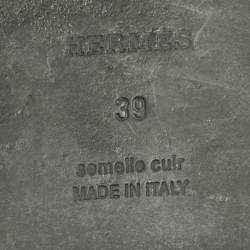 HERMES
39
semelle cuir
MADE IN ITALY